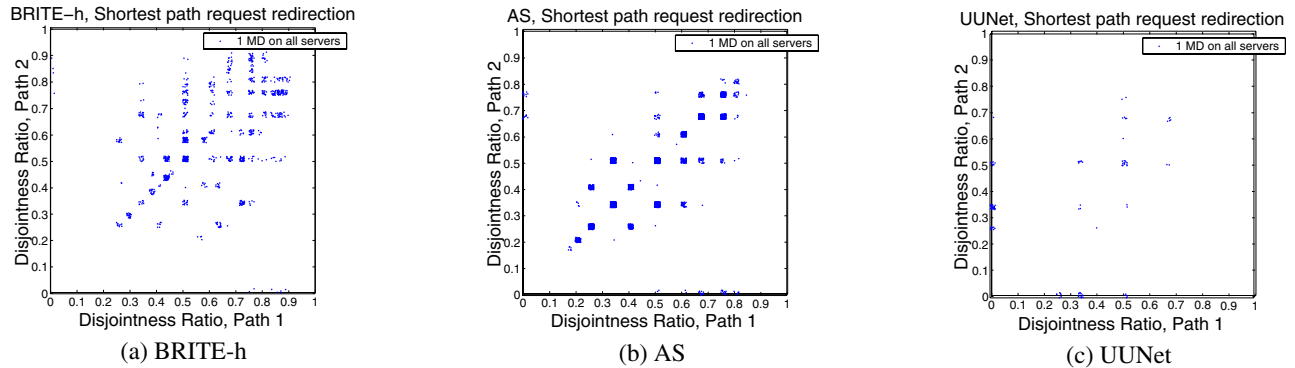 BRITE-h, Shortest path request redirection
1 MD on all servers
Disjointness Ratio, Path 2
1
0.9
0.8
0.7
0.6
0.5
0.4
0.3
0.2
0.1
0
0 0.1 0.2 0.3 0.4 0.5 0.6 0.7 0.8 0.9 1
Disjointness Ratio, Path 1
(a) BRITE-h
AS, Shortest path request redirection
1 MD on all servers
Disjointness Ratio, Path 2
1
0.9
0.8
0.7
0.6
0.5
0.4
0.3
0.2
0.1
0
0 0.1 0.2 0.3 0.4 0.5 0.6 0.7 0.8 0.9 1
Disjointness Ratio, Path 1
(b) AS
UUNet, Shortest path request redirection
1 MD on all servers
Disjointness Ratio, Path 2
1
0.9
0.8
0.7
0.6
0.5
0.4
0.3
0.2
0.1
0
0 0.1 0.2 0.3 0.4 0.5 0.6 0.7 0.8 0.9 1
Disjointness Ratio, Path 1
(c) UUNet